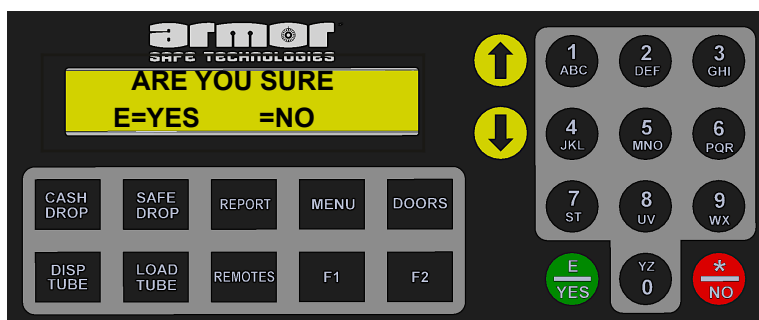 armor
SAFE TECHNOLOGIES
ARE YOU SURE
E=YES =NO
CASH DROP
SAFE DROP
REPORT
MENU
DOORS
DISP TUBE
LOAD TUBE
REMOTES
F1
F2
1
ABC
2
DEF
3
GHI
4
JKL
5
MNO
6
PQR
7
ST
8
UV
9
WX
E
YES
YZ
0
*
NO